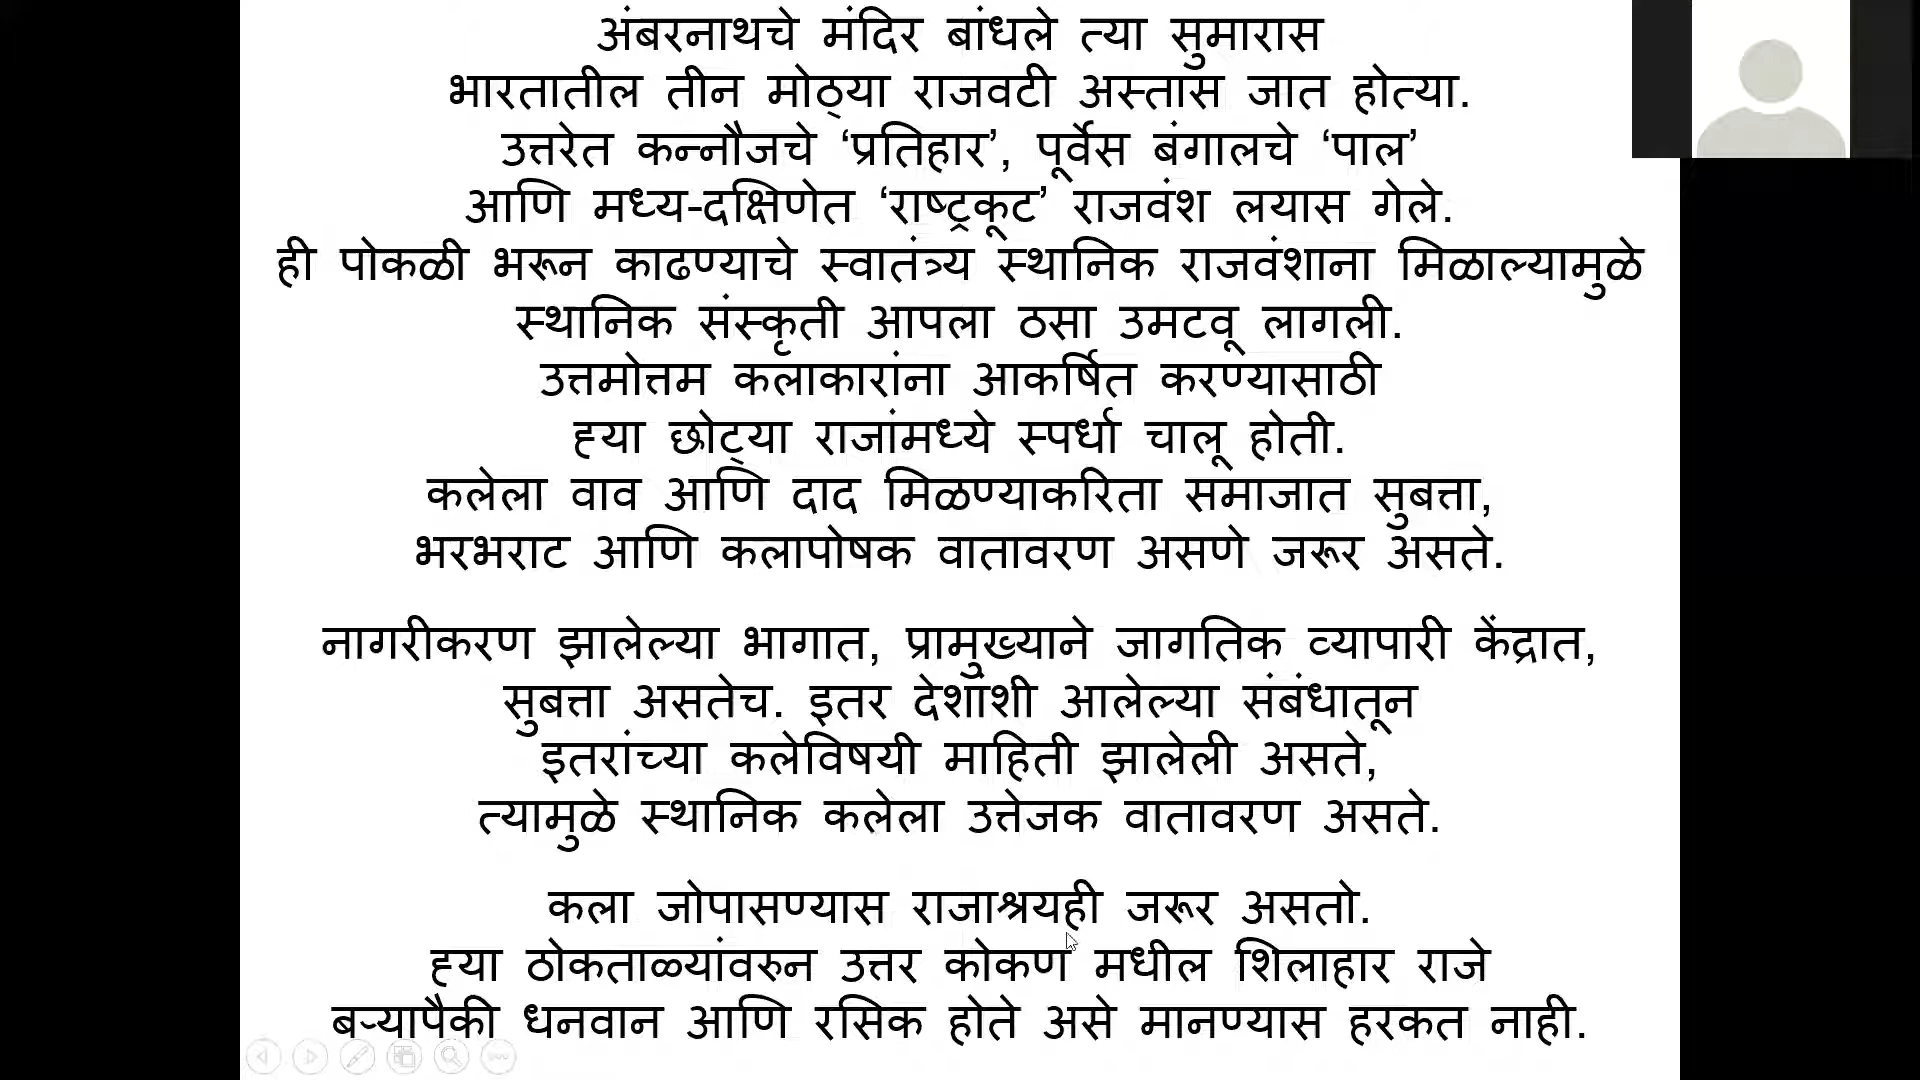 अंबरनाथचे मंदिर बांधले त्या सुमारास
भारतातील तीन मोठ्या राजवटी अस्तास जात होत्या.
उत्तरेत कन्नौजचे ‘प्रतिहार’, पूर्वेस बंगालचे ‘पाल’
आणि मध्य-दक्षिणेत ‘राष्ट्रकूट’ राजवंश लयास गेले.
ही पोकळी भरून काढण्याचे स्वातंत्र्य स्थानिक राजवंशाना मिळाल्यामुळे
स्थानिक संस्कृती आपला ठसा उमटवू लागली.
उत्तमोत्तम कलाकारांना आकर्षित करण्यासाठी
ह्या छोट्या राजांमध्ये स्पर्धा चालू होती.
कलेला वाव आणि दाद मिळण्याकरिता समाजात सुबत्ता,
भरभराट आणि कलापोषक वातावरण असणे जरूर असते.
नागरीकरण झालेल्या भागात, प्रामुख्याने जागतिक व्यापारी केंद्रात,
सुबत्ता असतेच. इतर देशांशी आलेल्या संबंधातून
इतरांच्या कलेविषयी माहिती झालेली असते,
त्यामुळे स्थानिक कलेला उत्तेजक वातावरण असते.
कला जोपासण्यास राजाश्रयही जरूर असतो.
ह्या ठोकताळ्यांवरुन उत्तर कोकण मधील शिलाहार राजे
बऱ्यापैकी धनवान आणि रसिक होते असे मानण्यास हरकत नाही.